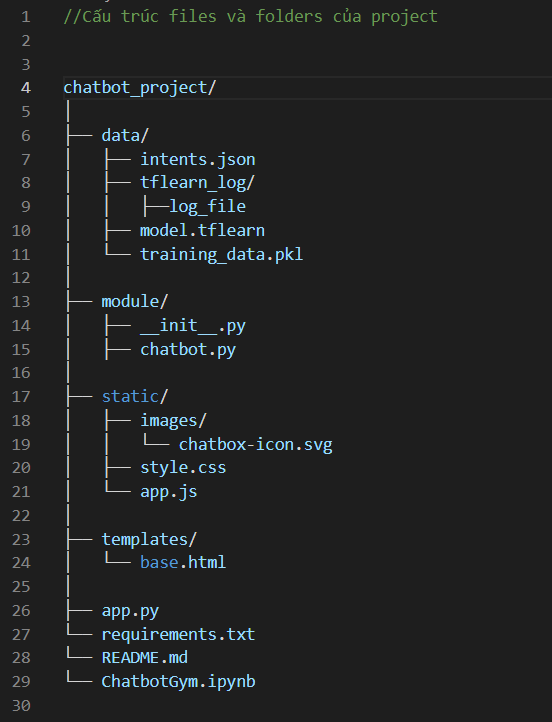 1 //Cấu trúc files và folders của project
2
3
4 chatbot_project/
5 │
6 ├── data/
7 │   ├── intents.json
8 │   ├── tflearn_log/
9 │   │   ├──log_file
10 │   ├── model.tflearn
11 │   └── training_data.pkl
12 │
13 ├── module/
14 │   ├── __init__.py
15 │   ├── chatbot.py
16 │
17 ├── static/
18 │   ├── images/
19 │   │   └── chatbox-icon.svg
20 │   ├── style.css
21 │   └── app.js
22 │
23 ├── templates/
24 │   └── base.html
25 │
26 ├── app.py
27 └── requirements.txt
28 └── README.md
29 └── ChatbotGym.ipynb
30